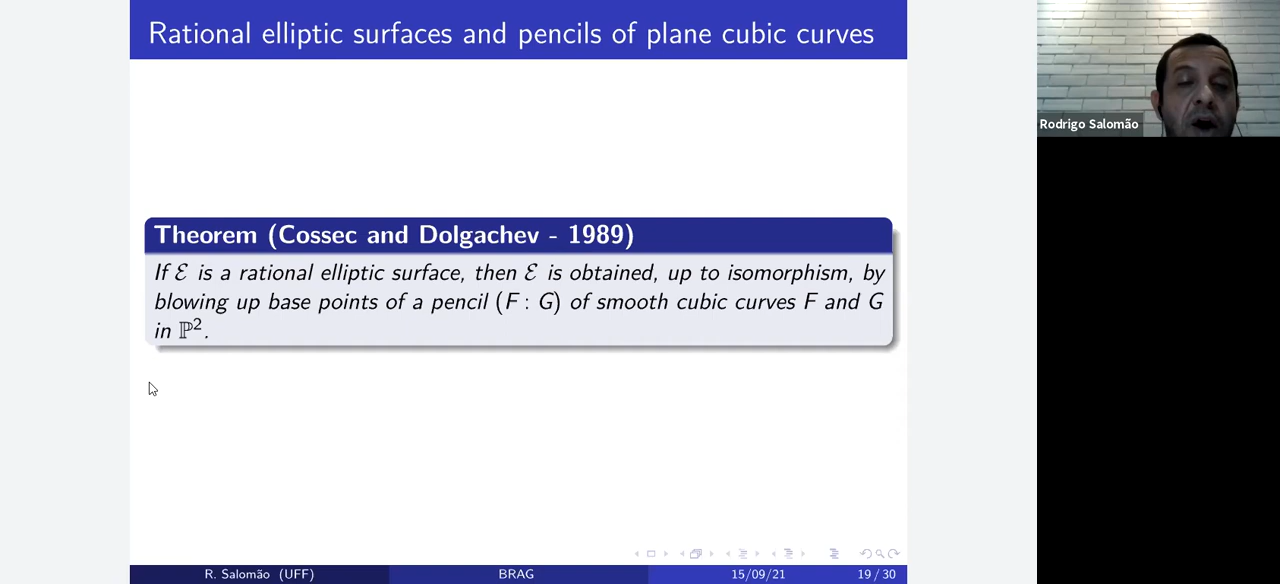 Rational elliptic surfaces and pencils of plane cubic curves
Rodrigo Salomão
Theorem (Cossec and Dolgachev - 1989)
If ℰ is a rational elliptic surface, then ℰ is obtained, up to isomorphism, by
blowing up base points of a pencil (F : G) of smooth cubic curves F and G
in ℙ².
R. Salomão (UFF) BRAG 15/09/21 19 / 30